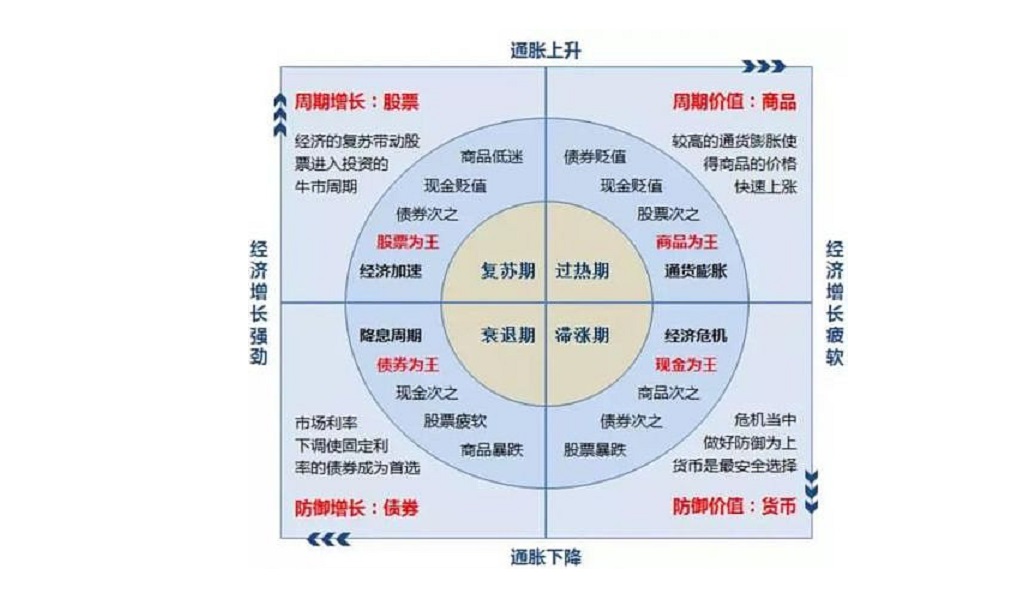 通胀上升
周期增长：股票
经济的复苏带动股
票进入投资的
牛市周期
商品低迷
现金贬值
债券次之
股票为王
经济加速
复苏期
周期价值：商品
较高的通货膨胀使
得商品的价格
快速上涨
债券贬值
现金贬值
股票次之
商品为王
通货膨胀
过热期
经济增长强劲
经济增长疲软
降息周期
债券为王
现金次之
股票疲软
商品暴跌
衰退期
市场利率
下调使固定利
率的债券成为首选
防御增长：债券
滞涨期
经济危机
现金为王
商品次之
债券次之
股票暴跌
危机当中
做好防御为上
货币是最安全选择
防御价值：货币
通胀下降